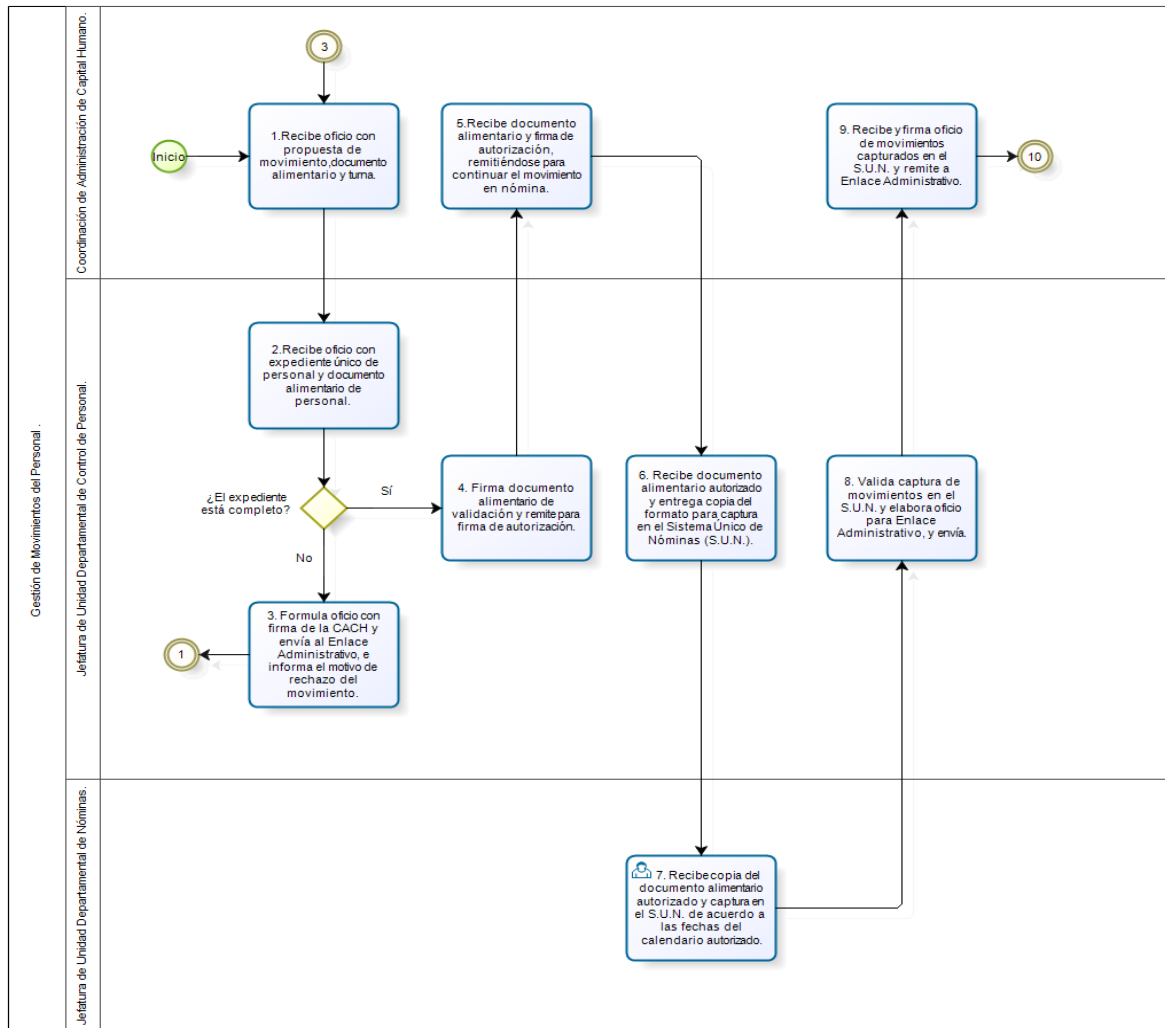 Gestión de Movimientos del Personal .
Coordinación de Administración de Capital Humano.
3
Inicio
1.Recibe oficio con
propuesta de
movimiento,documento
alimentario y turna.
5.Recibe documento
alimentario y firma de
autorización,
remitiéndose para
continuar el movimiento
en nómina.
9. Recibe y firma oficio
de movimientos
capturados en el
S.U.N. y remite a
Enlace Administrativo.
10
Jefatura de Unidad Departamental de Control de Personal.
2.Recibe oficio con
expediente único de
personal y documento
alimentario de
personal.
¿El expediente
está completo?
Sí
No
4. Firma documento
alimentario de
validación y remite para
firma de autorización.
6. Recibe documento
alimentario autorizado
y entrega copia del
formato para captura
en el Sistema Único de
Nóminas (S.U.N.).
8. Valida captura de
movimientos en el
S.U.N. y elabora oficio
para Enlace
Administrativo, y envía.
3. Formula oficio con
firma de la CACH y
envía al Enlace
Administrativo, e
informa el motivo de
rechazo del
movimiento.
1
Jefatura de Unidad Departamental de Nóminas.
7. Recibe copia del
documento alimentario
autorizado y captura en
el S.U.N. de acuerdo a
las fechas del
calendario autorizado.